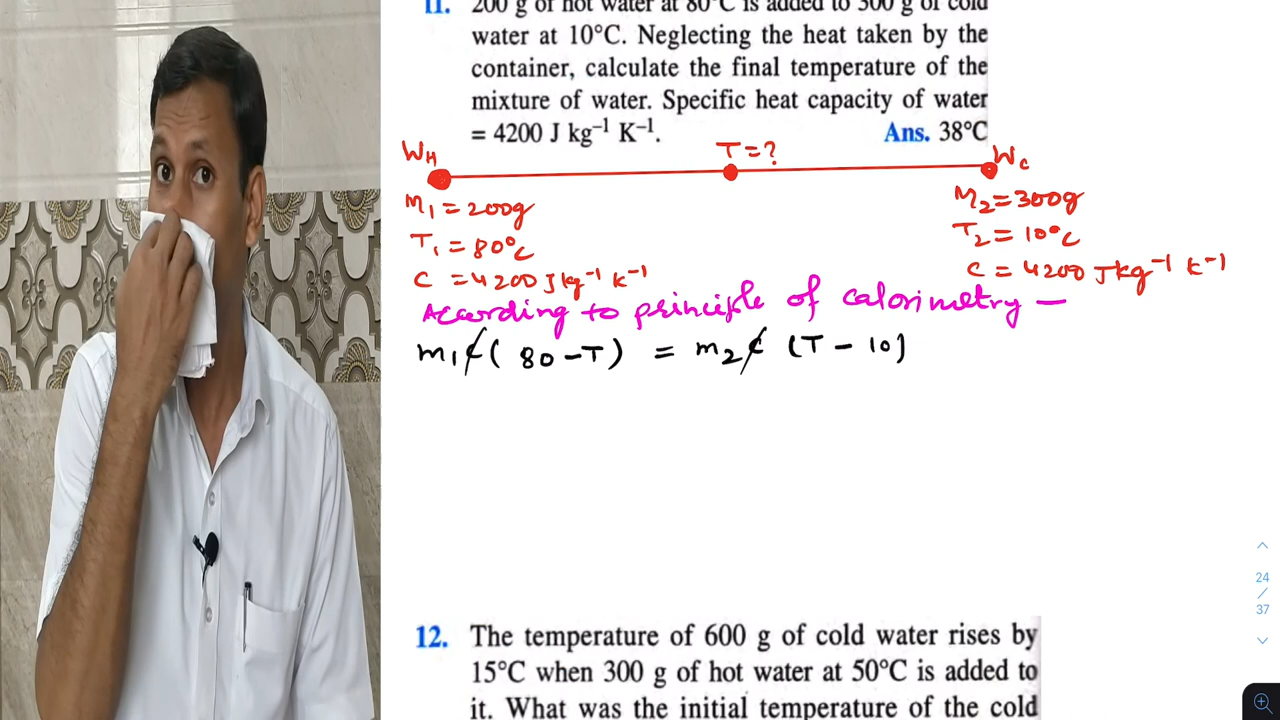 11. 200 g of hot water at 80°C is added to 300 g of cold
water at 10°C. Neglecting the heat taken by the
container, calculate the final temperature of the
mixture of water. Specific heat capacity of water
= 4200 J kg⁻¹ K⁻¹. Ans. 38°C
W_H T = ? W_C
M₁ = 200g M₂ = 300g
T₁ = 80°C T₂ = 10°C
C = 4200 J kg⁻¹ K⁻¹ C = 4200 J kg⁻¹ K⁻¹
According to principle of calorimetry –
m₁c (80 – T) = m₂c (T – 10)
12. The temperature of 600 g of cold water rises by
15°C when 300 g of hot water at 50°C is added to
it. What was the initial temperature of the cold
24
/
37